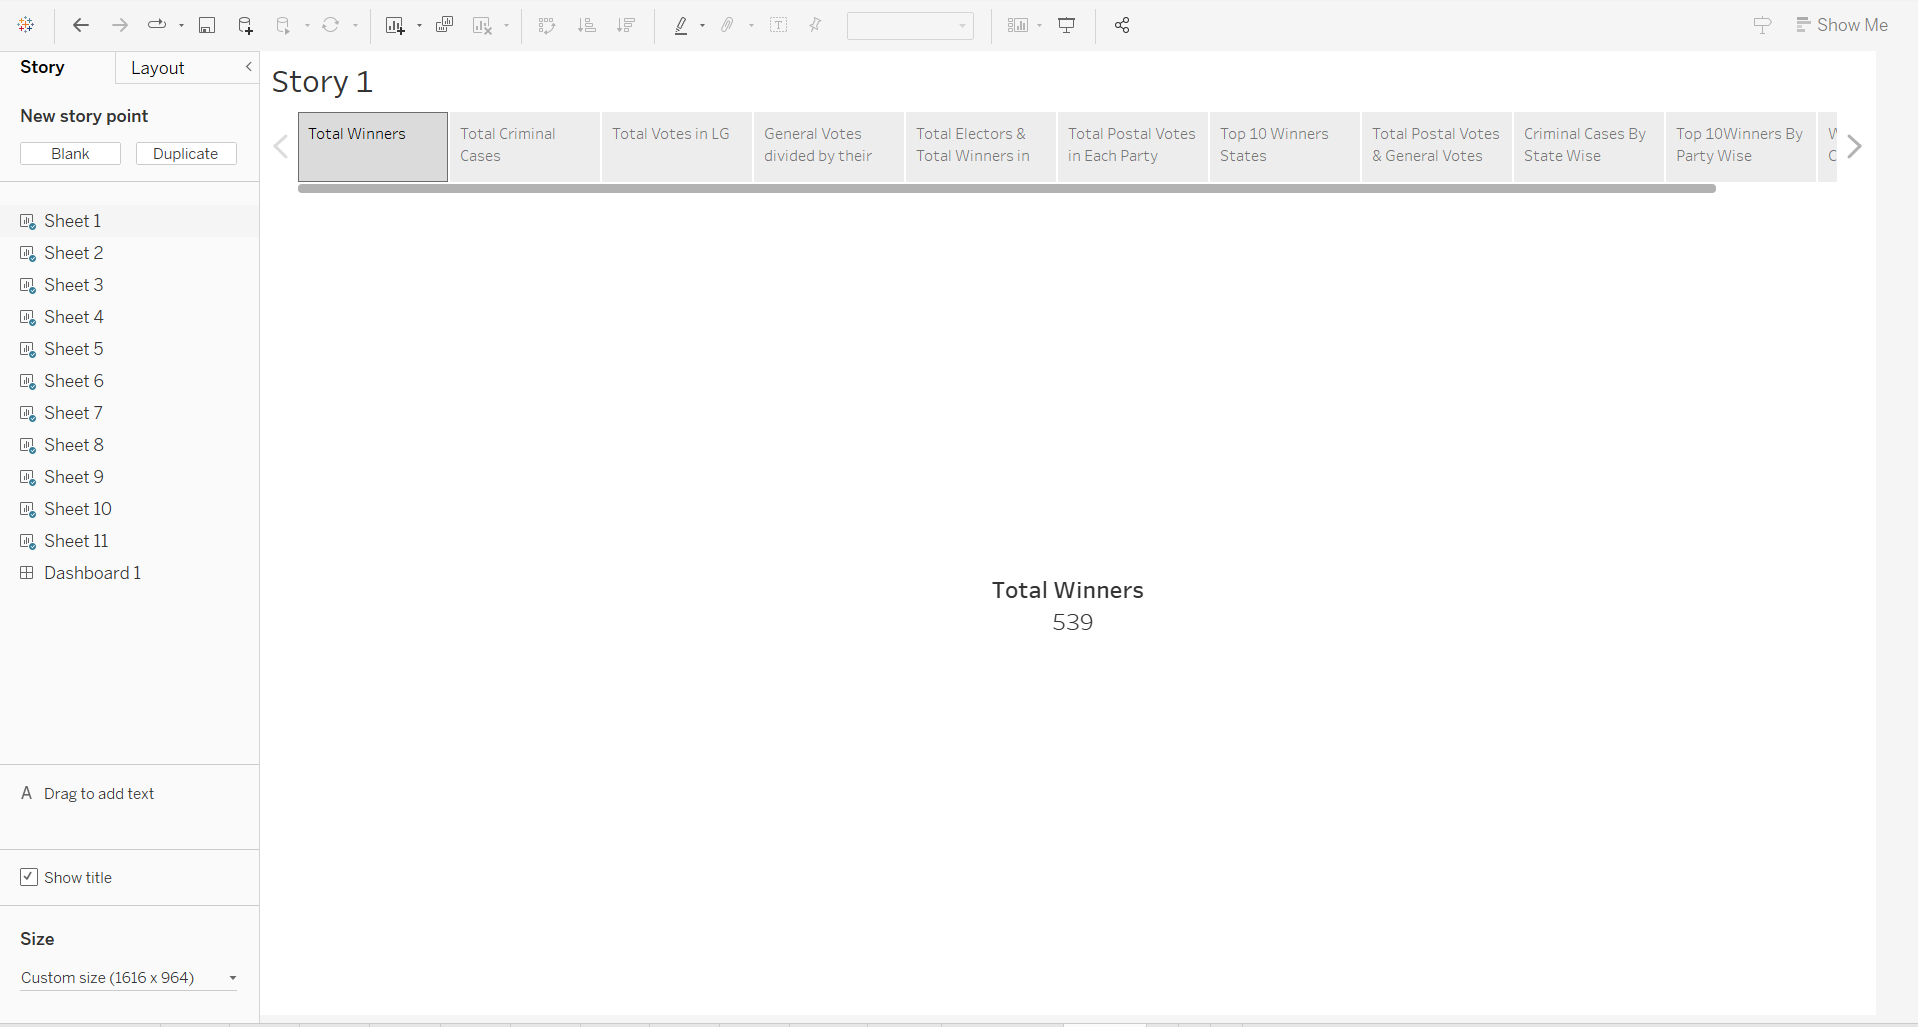 Show Me
Story
Layout
New story point
Blank
Duplicate
Sheet 1
Sheet 2
Sheet 3
Sheet 4
Sheet 5
Sheet 6
Sheet 7
Sheet 8
Sheet 9
Sheet 10
Sheet 11
Dashboard 1
A Drag to add text
Show title
Size
Custom size (1616 x 964)
Story 1
Total Winners
Total Criminal
Cases
Total Votes in LG
General Votes
divided by their
Total Electors &
Total Winners in
Total Postal Votes
in Each Party
Top 10 Winners
States
Total Postal Votes
& General Votes
Criminal Cases By
State Wise
Top 10Winners By
Party Wise
Total Winners
539